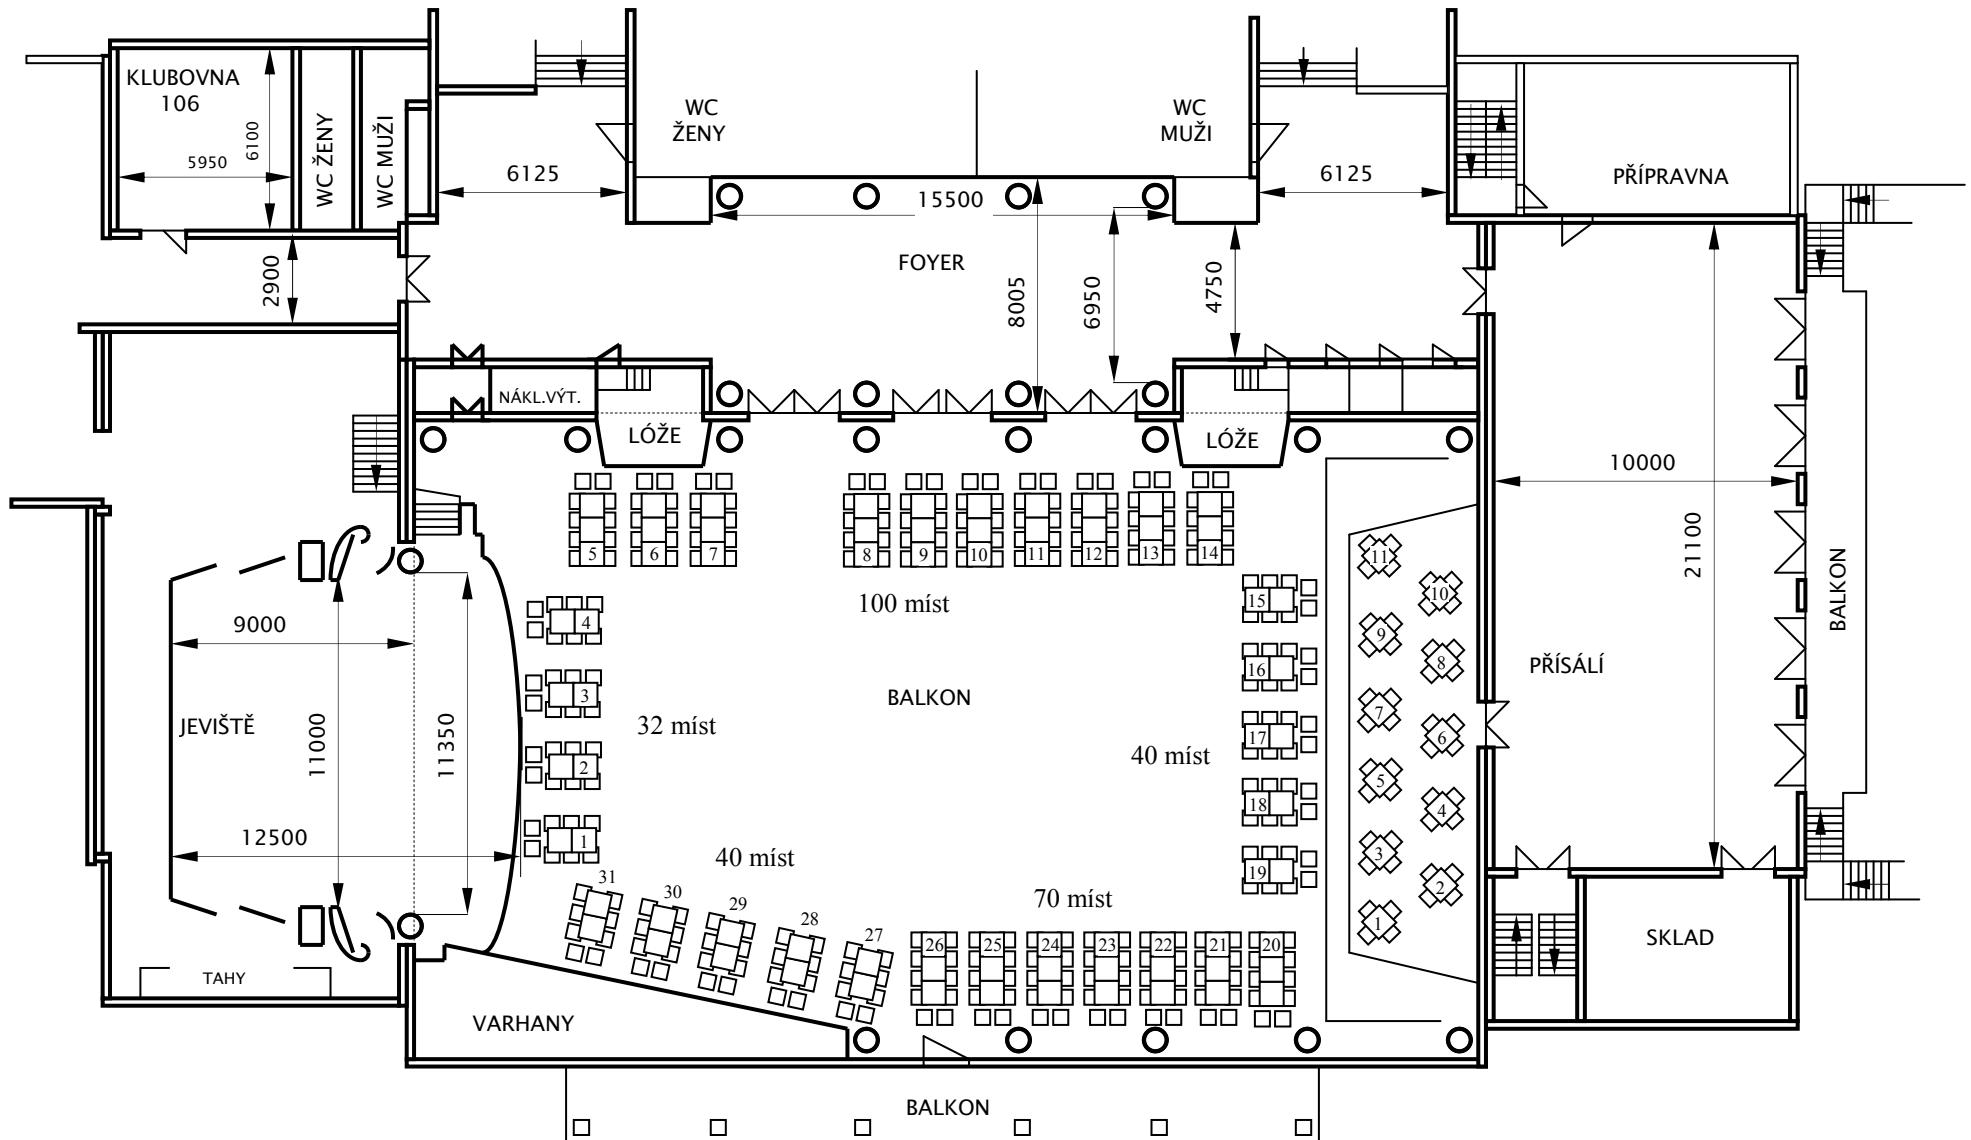 KLUBOVNA
106
6100
5950
WC ŽENY
WC MUŽI
6125
WC
ŽENY
WC
MUŽI
6125
PŘÍPRAVNA
15500
FOYER
2900
8005
6950
4750
NÁKL.VÝT.
LÓŽE
LÓŽE
10000
21100
BALKON
5
6
7
8
9
10
11
12
13
14
100 míst
4
3
2
1
32 míst
BALKON
15
16
17
18
19
40 míst
11
10
9
8
7
6
5
4
3
2
1
PŘÍSÁLÍ
9000
JEVIŠTĚ
11000
11350
12500
TAHY
40 míst
31
30
29
28
27
70 míst
26
25
24
23
22
21
20
SKLAD
VARHANY
BALKON